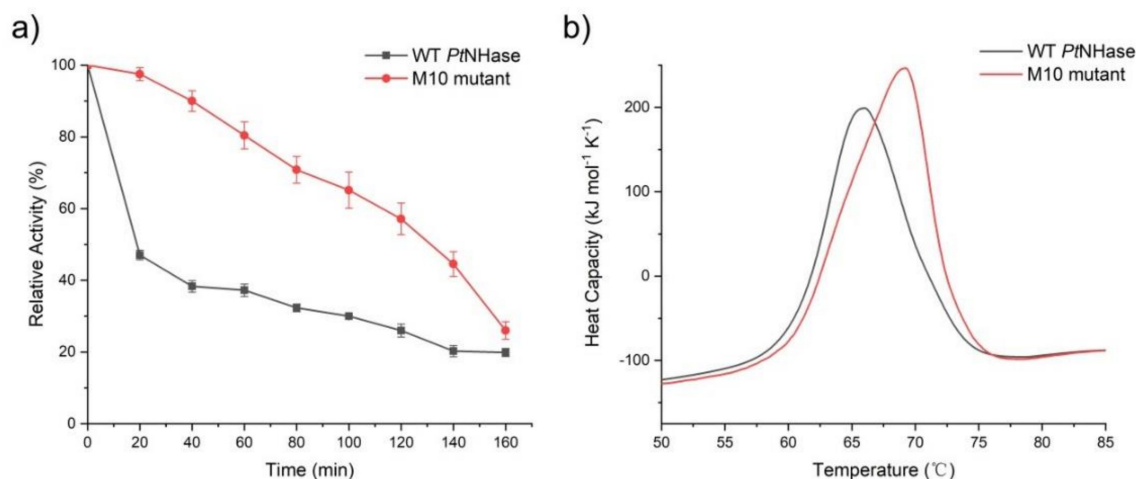 a)
WT PtNHase
M10 mutant
100
80
60
40
20
0
Relative Activity (%)
0 20 40 60 80 100 120 140 160
Time (min)
b)
WT PtNHase
M10 mutant
200
100
0
-100
Heat Capacity (kJ mol⁻¹ K⁻¹)
50 55 60 65 70 75 80 85
Temperature (℃)